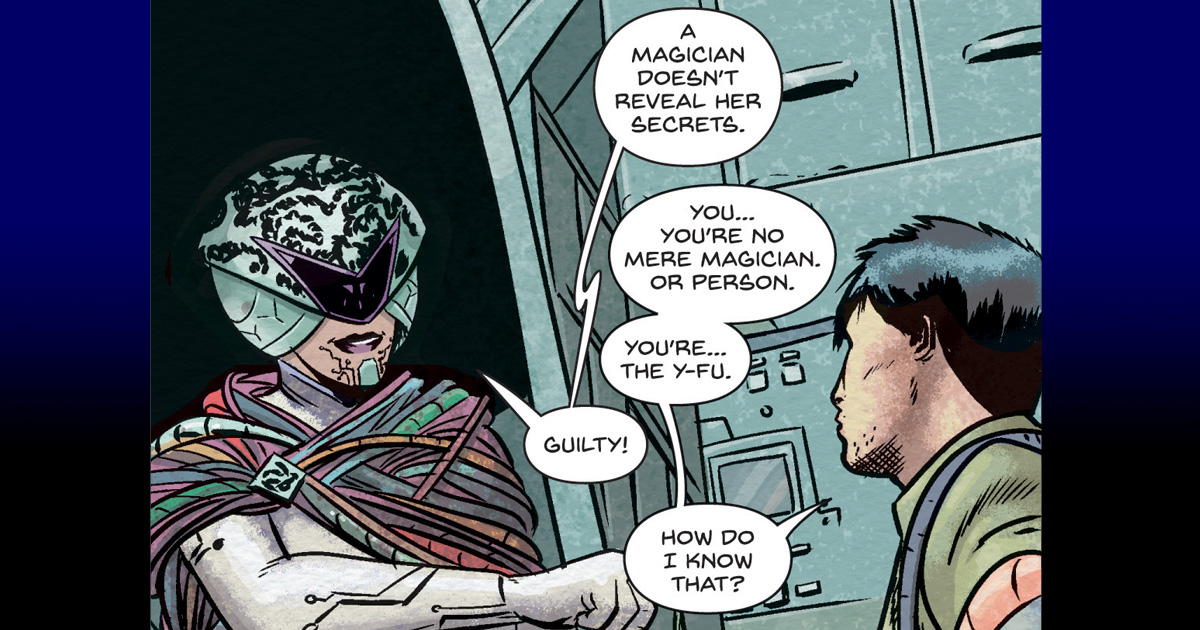 A
MAGICIAN
DOESN'T
REVEAL HER
SECRETS.
YOU...
YOU'RE NO
MERE MAGICIAN.
OR PERSON.
YOU'RE...
THE Y-FU.
GUILTY!
HOW DO
I KNOW
THAT?